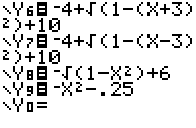 \Y₆=-4+√(1-(X+3)
²)+10
\Y₇=-4+√(1-(X-3)
²)+10
\Y₈=-√(1-X²)+6
\Y₉=-X²-.25
\Y₀=